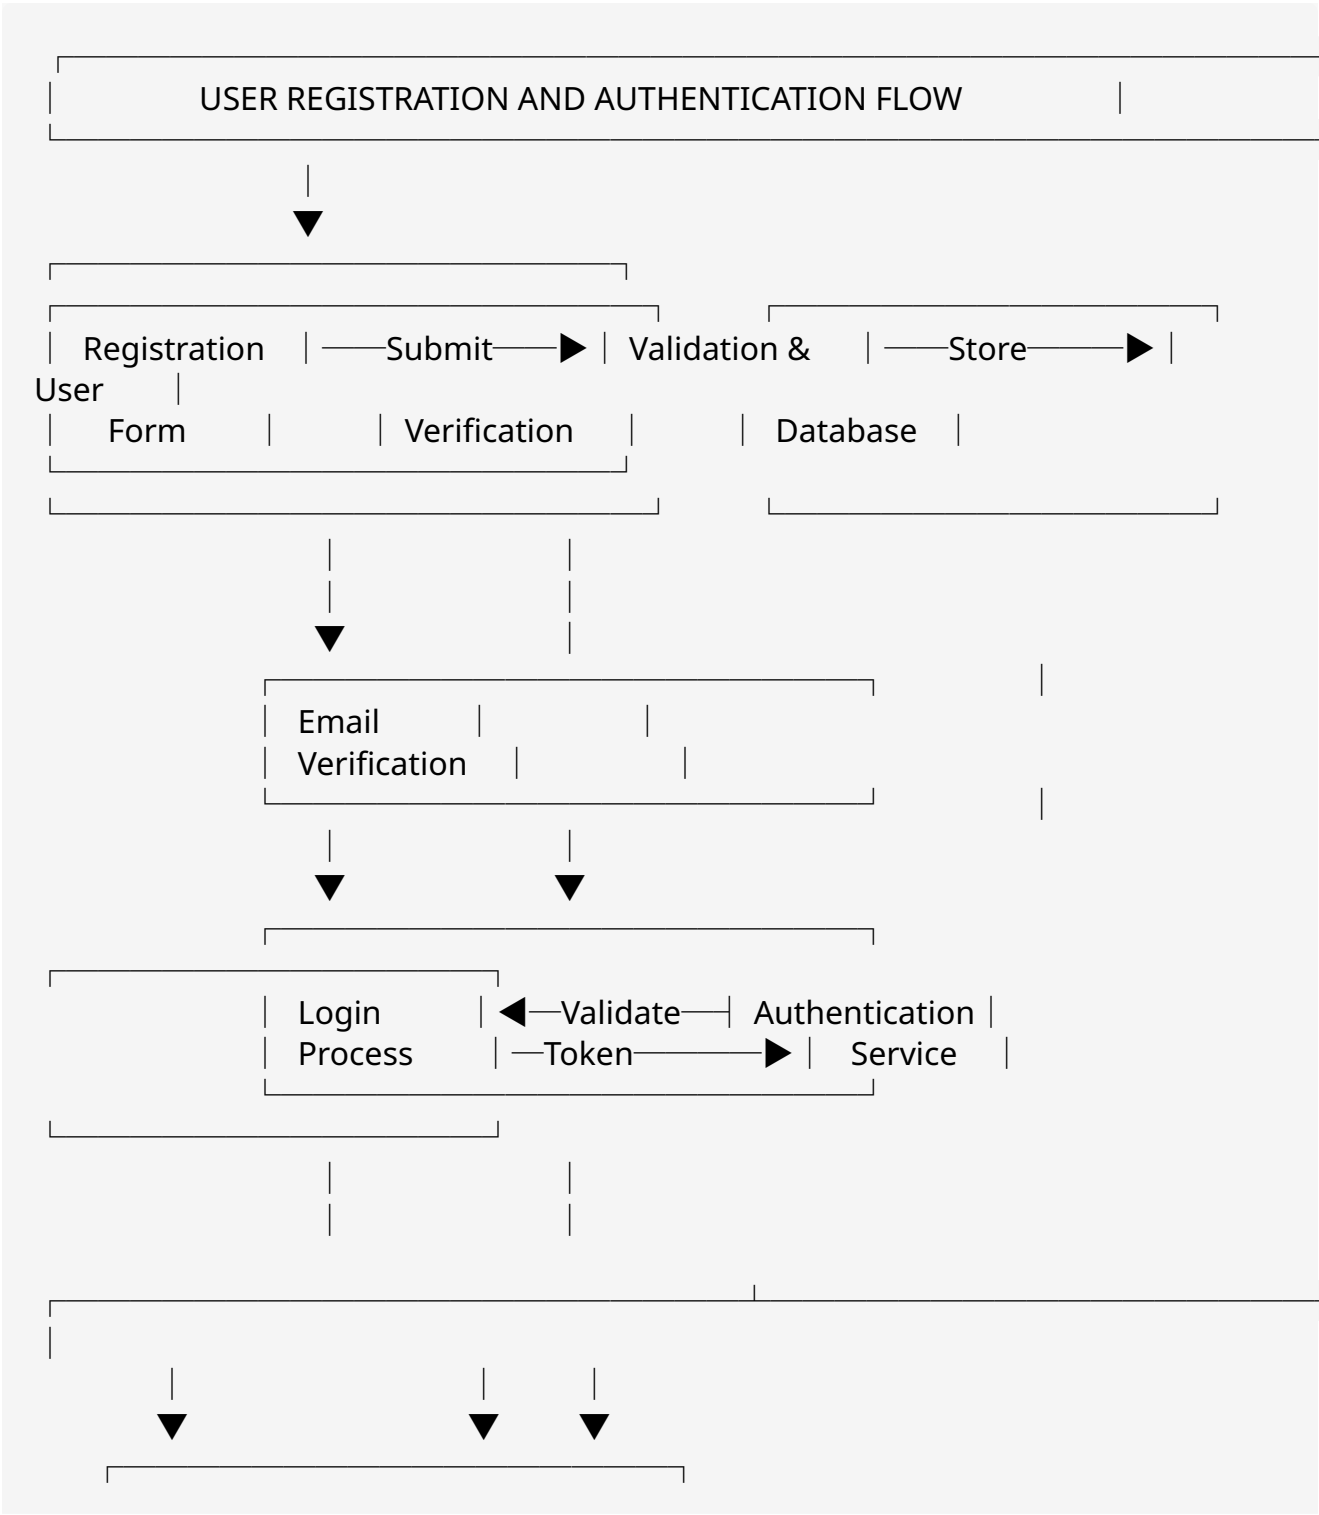 USER REGISTRATION AND AUTHENTICATION FLOW
Registration Submit Validation & Store
User
Form Verification Database
Email
Verification
Login Validate Authentication
Process Token Service